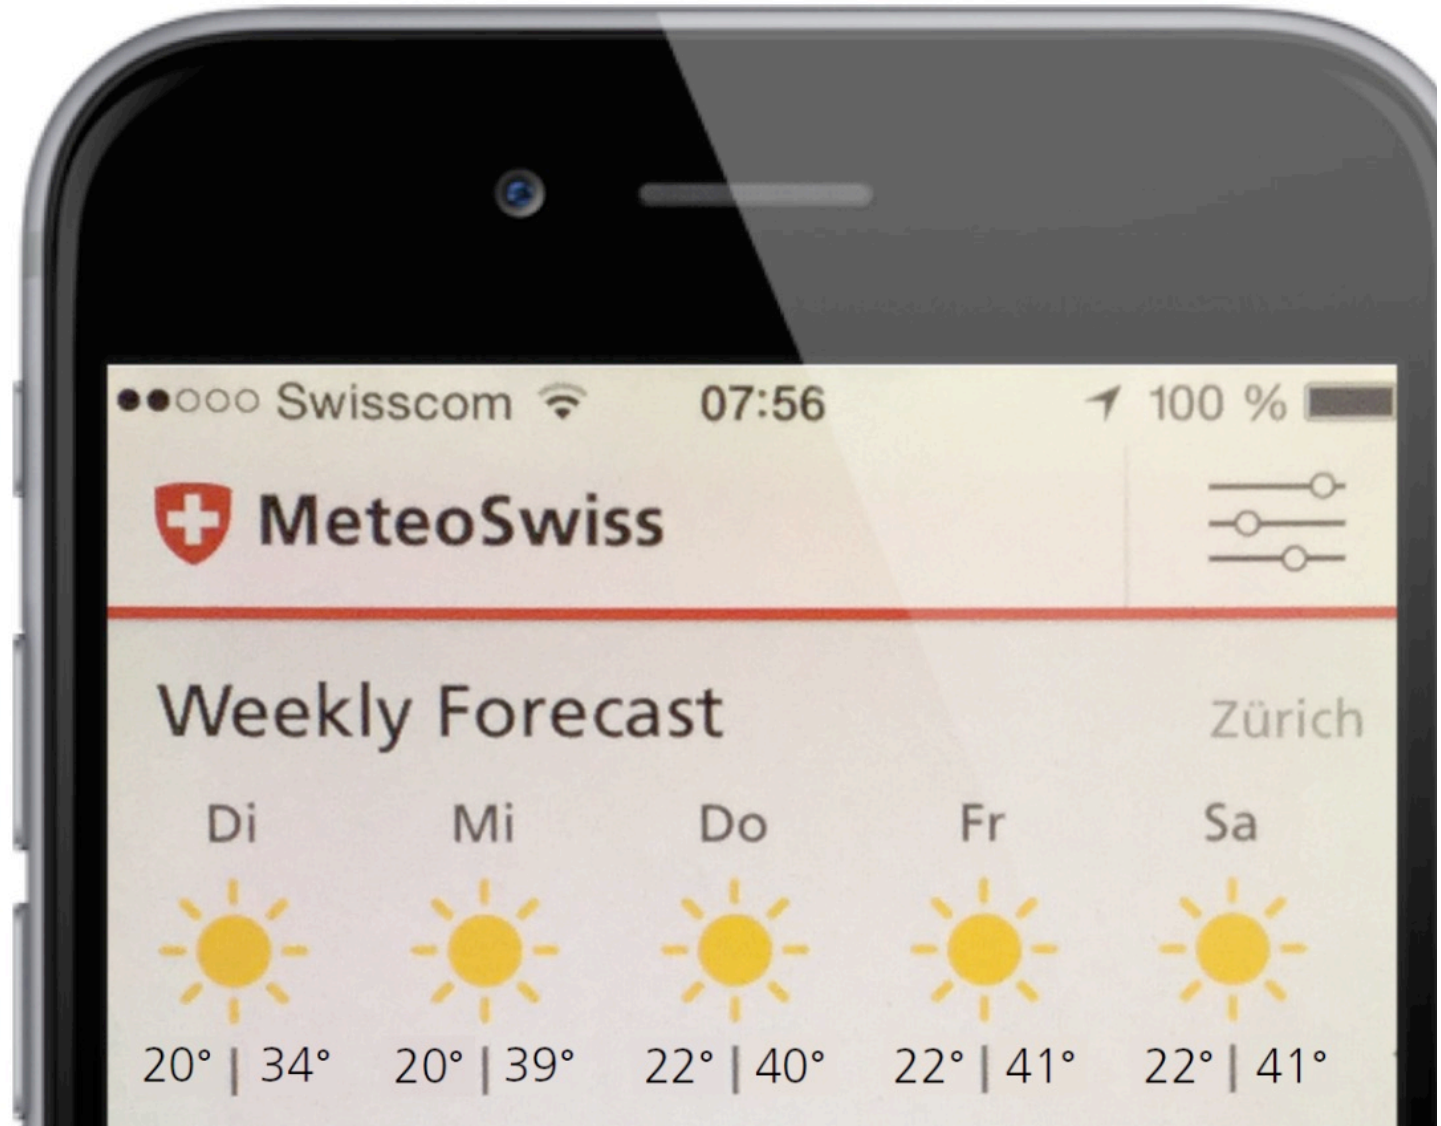 Swisscom 07:56 100 %
MeteoSwiss
Weekly Forecast Zürich
Di Mi Do Fr Sa
20° | 34° 20° | 39° 22° | 40° 22° | 41° 22° | 41°